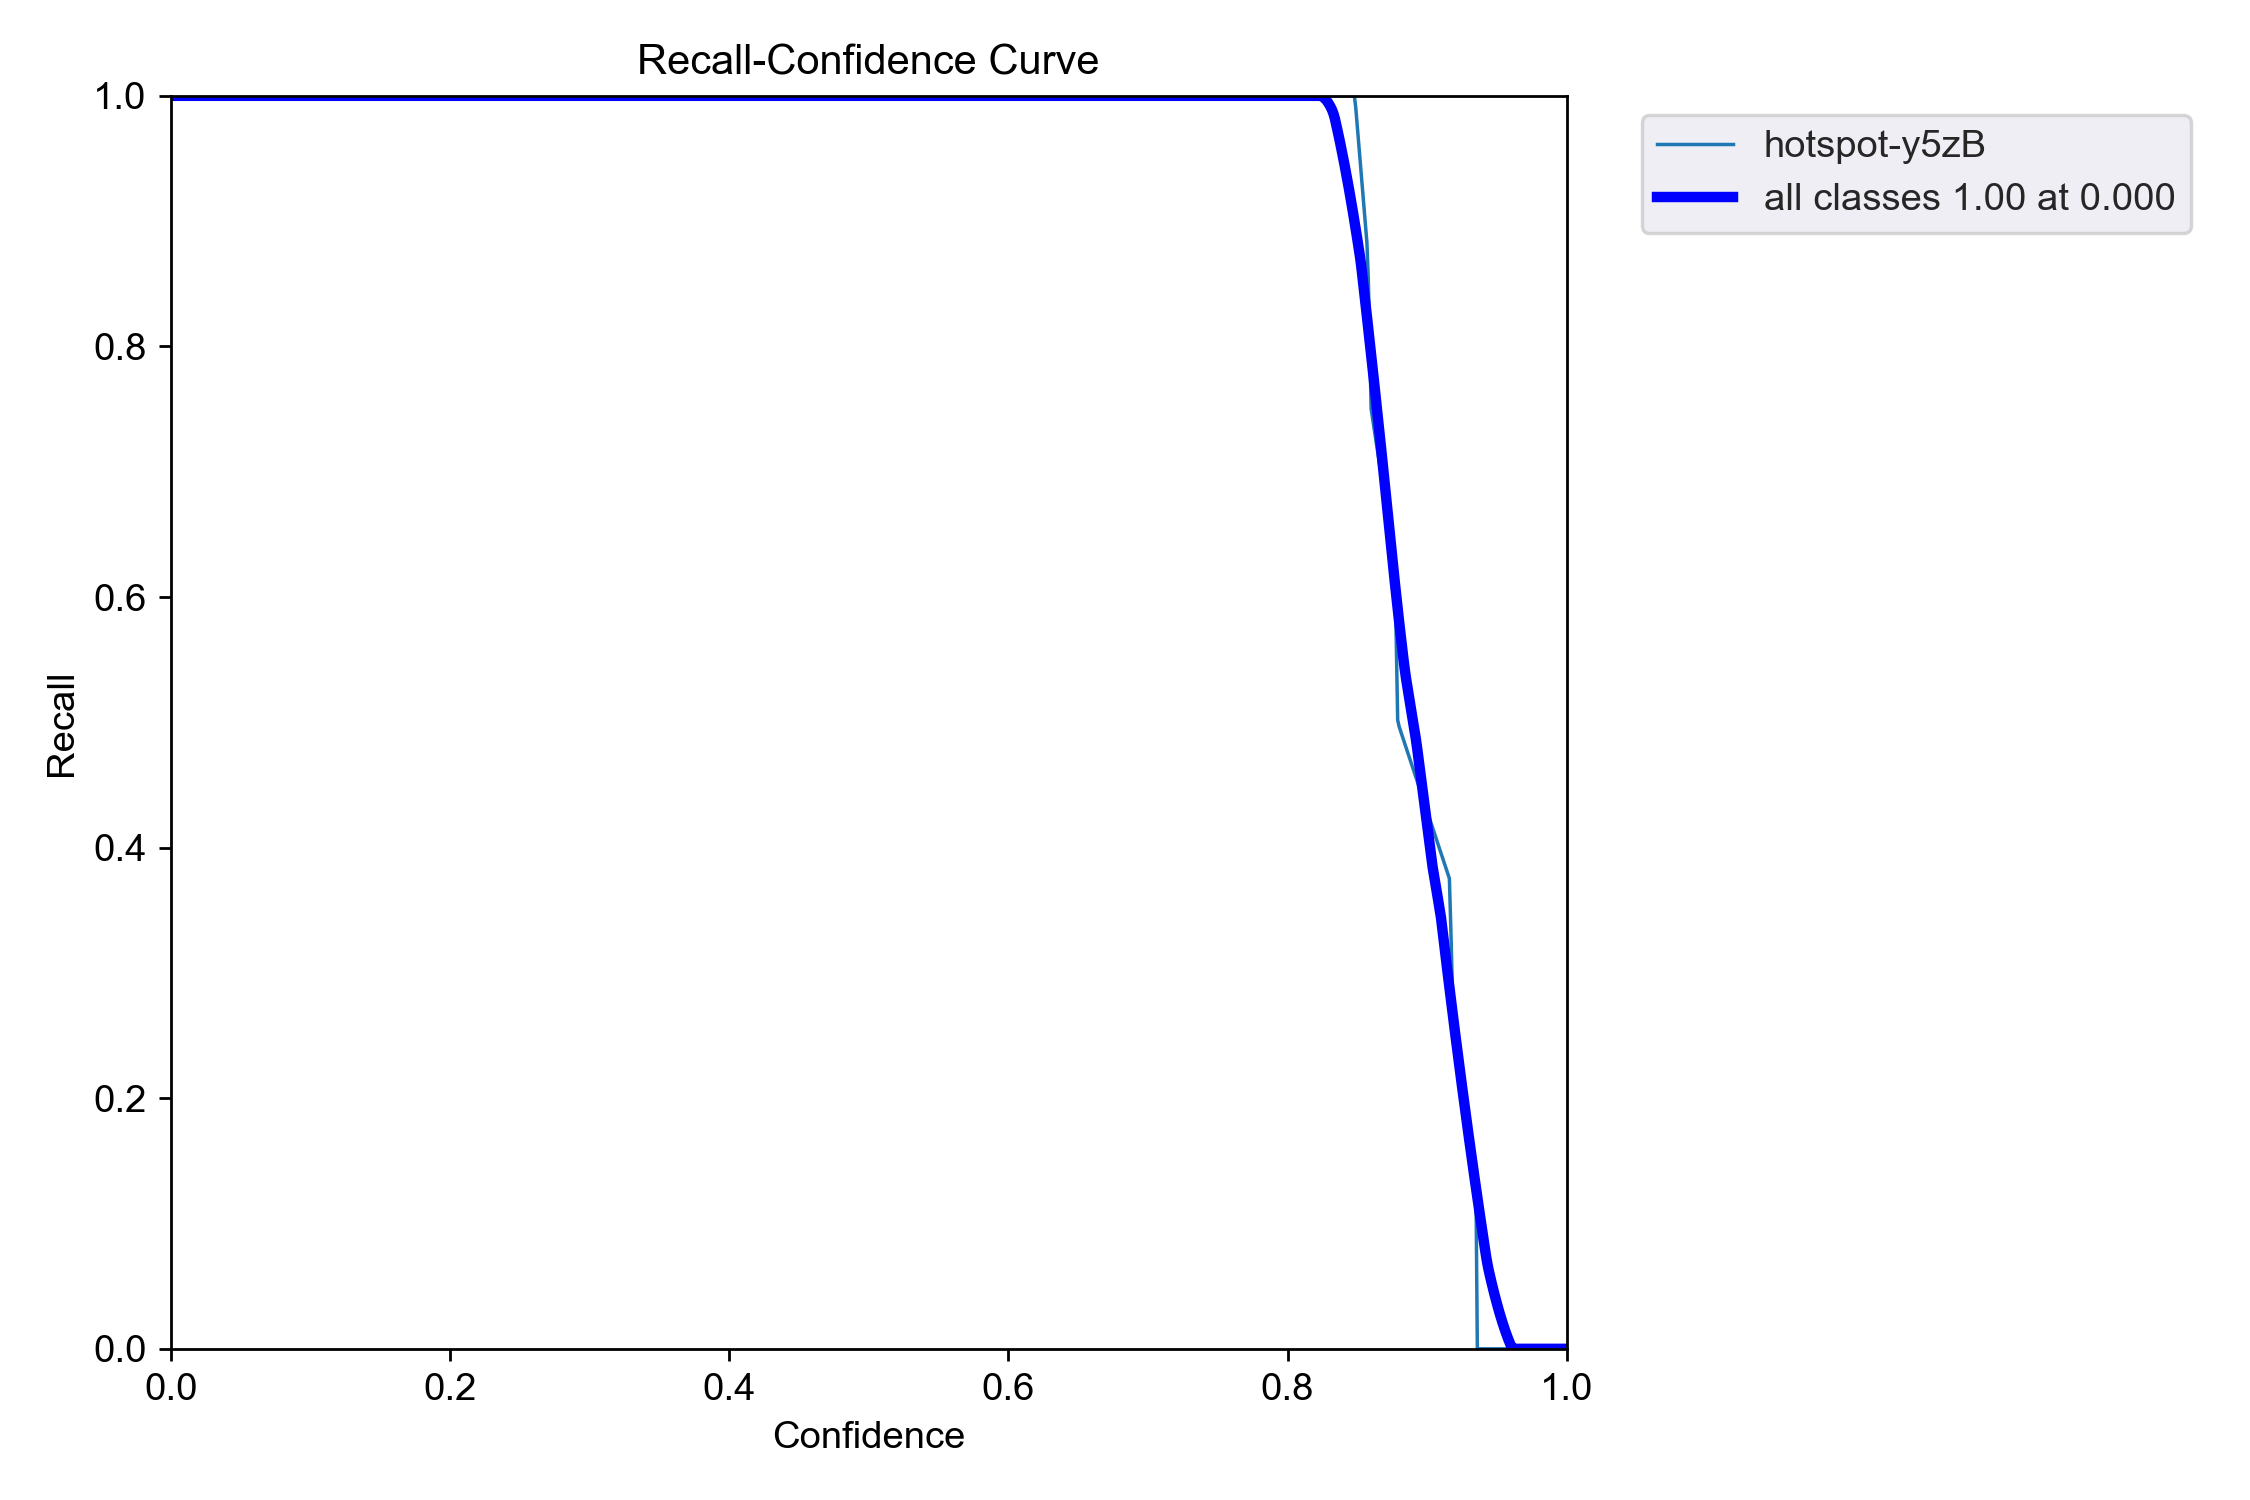 Recall-Confidence Curve
1.0
0.8
0.6
0.4
0.2
0.0
Recall
0.0 0.2 0.4 0.6 0.8 1.0
Confidence
hotspot-y5zB
all classes 1.00 at 0.000